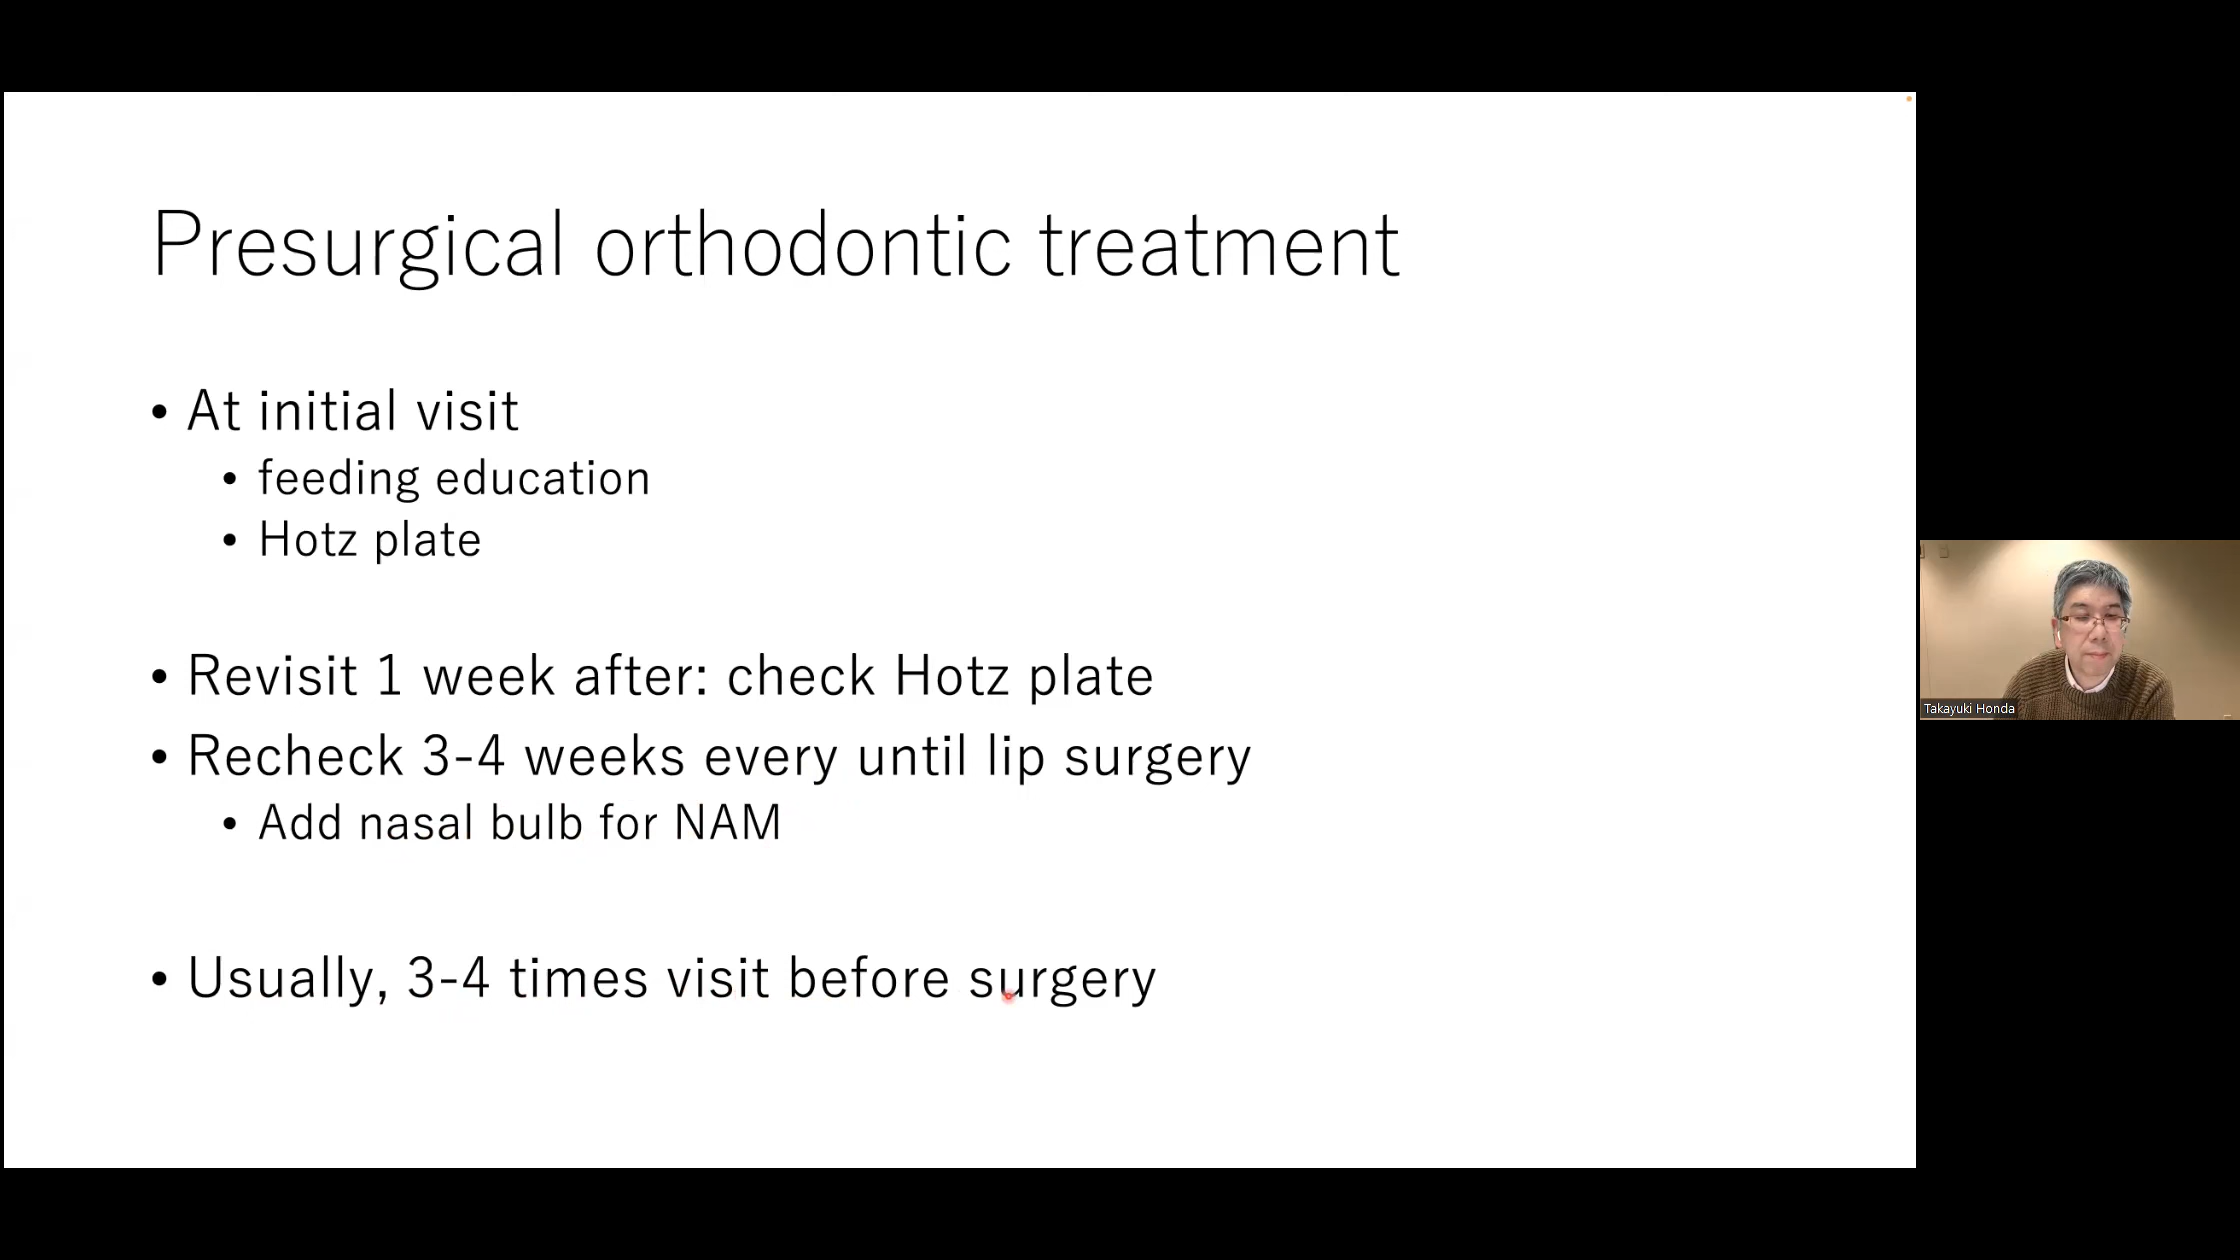 Presurgical orthodontic treatment
• At initial visit
• feeding education
• Hotz plate
• Revisit 1 week after: check Hotz plate
• Recheck 3-4 weeks every until lip surgery
• Add nasal bulb for NAM
• Usually, 3-4 times visit before surgery
Takayuki Honda